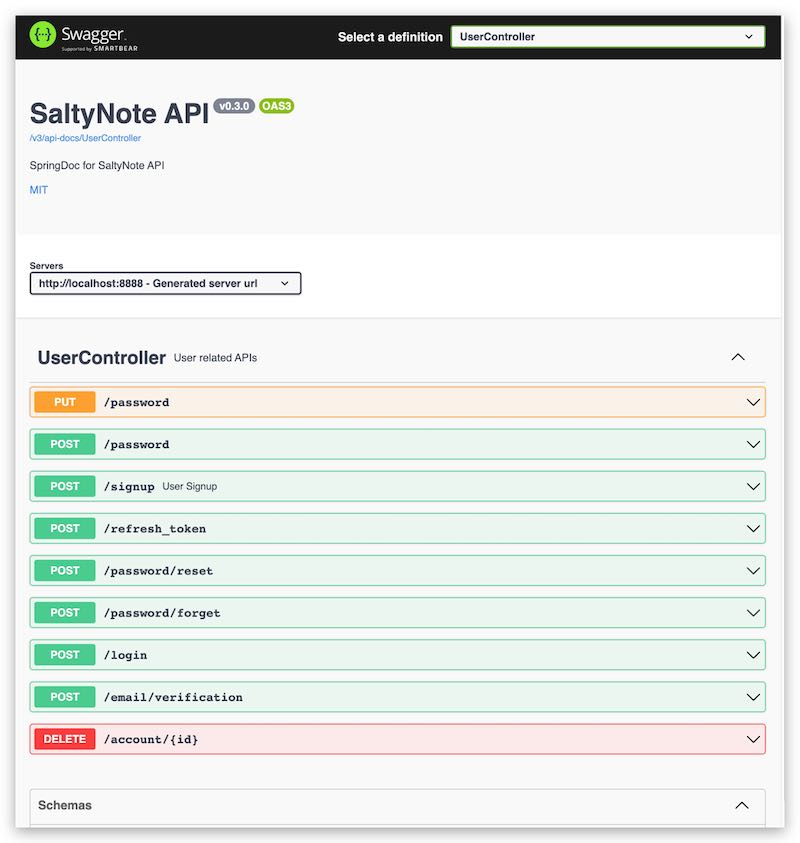 Swagger.
Supported by SMARTBEAR
Select a definition
UserController
SaltyNote API v0.3.0 OAS3
/v3/api-docs/UserController
SpringDoc for SaltyNote API
MIT
Servers
http://localhost:8888 - Generated server url
UserController User related APIs
PUT /password
POST /password
POST /signup User Signup
POST /refresh_token
POST /password/reset
POST /password/forget
POST /login
POST /email/verification
DELETE /account/{id}
Schemas